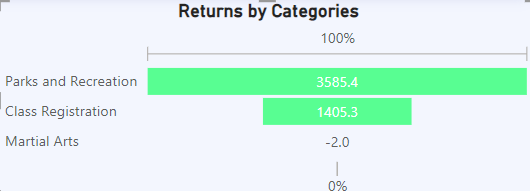 Returns by Categories
100%
Parks and Recreation 3585.4
Class Registration 1405.3
Martial Arts -2.0
0%